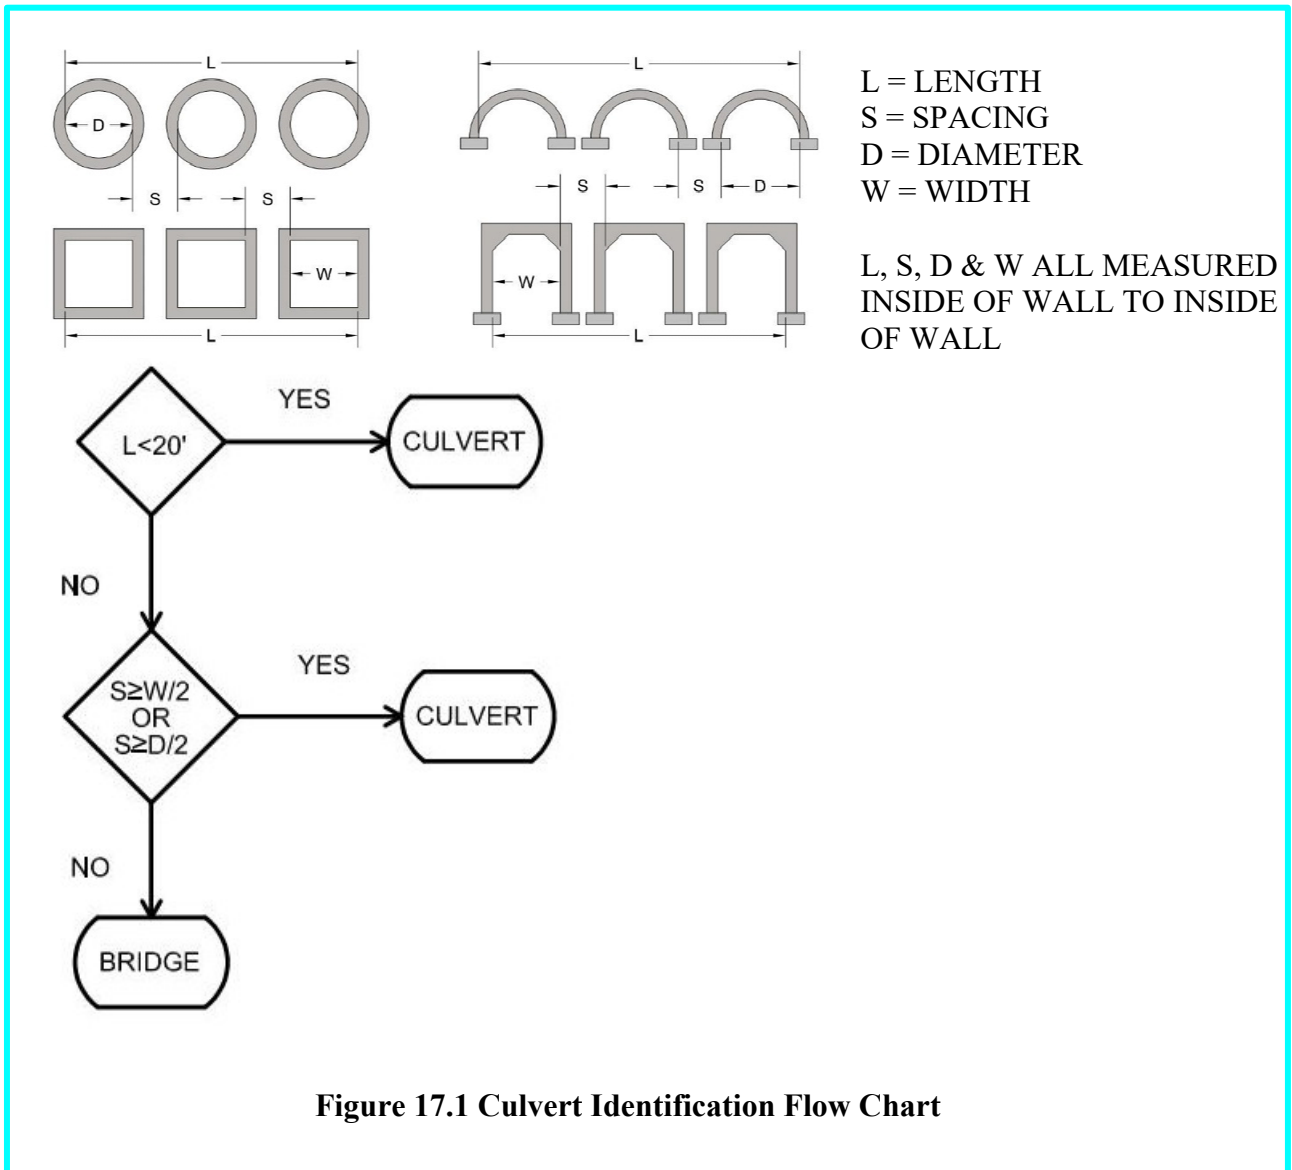 L
D
S
S
W
L
L
S
S
D
W
L
L = LENGTH
S = SPACING
D = DIAMETER
W = WIDTH
L, S, D & W ALL MEASURED
INSIDE OF WALL TO INSIDE
OF WALL
L<20'
YES
CULVERT
NO
S≥W/2
OR
S≥D/2
YES
CULVERT
NO
BRIDGE
Figure 17.1 Culvert Identification Flow Chart